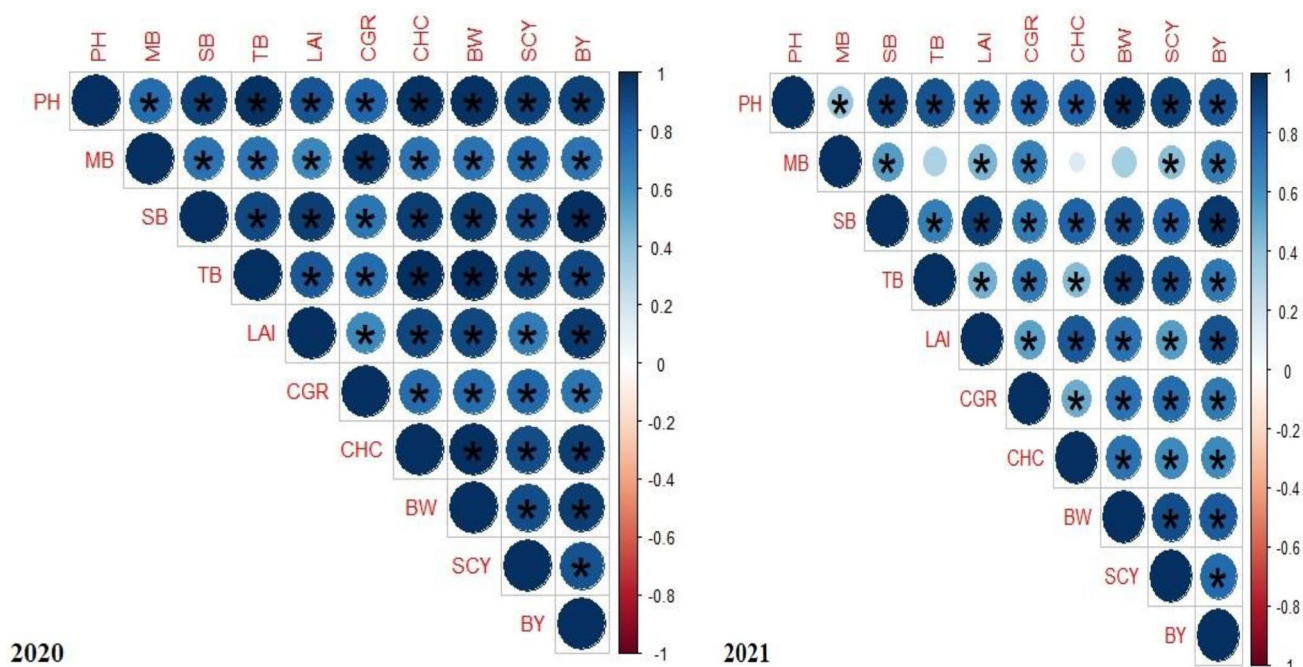 PH MB SB TB LAI CGR CHC BW SCY BY
PH * * * * * * * * *
MB * * * * * * * *
SB * * * * * * *
TB * * * * * *
LAI * * * * *
CGR * * * *
CHC * * *
BW * *
SCY *
BY
1
0.8
0.6
0.4
0.2
0
-0.2
-0.4
-0.6
-0.8
-1
2020
PH MB SB TB LAI CGR CHC BW SCY BY
PH * * * * * * * * *
MB * * * * *
SB * * * * * * *
TB * * * * * *
LAI * * * * *
CGR * * * *
CHC * * *
BW * *
SCY *
BY
1
0.8
0.6
0.4
0.2
0
-0.2
-0.4
-0.6
-0.8
-1
2021